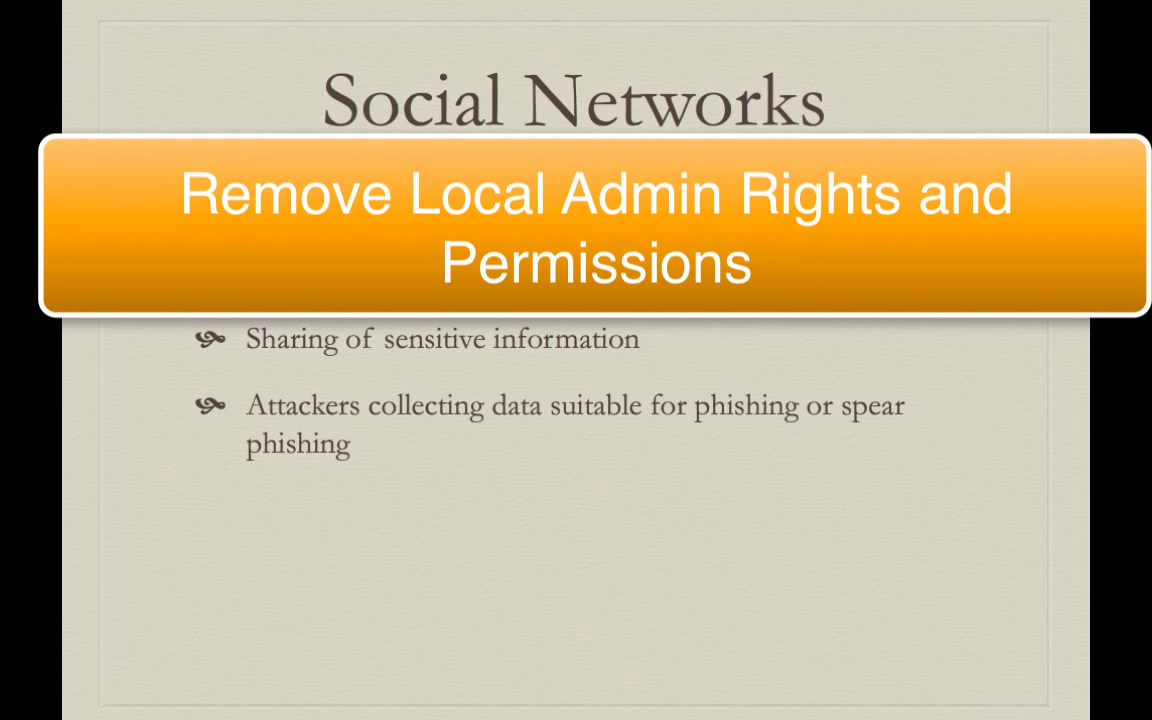 Social Networks
Remove Local Admin Rights and
Permissions
Sharing of sensitive information
Attackers collecting data suitable for phishing or spear
phishing